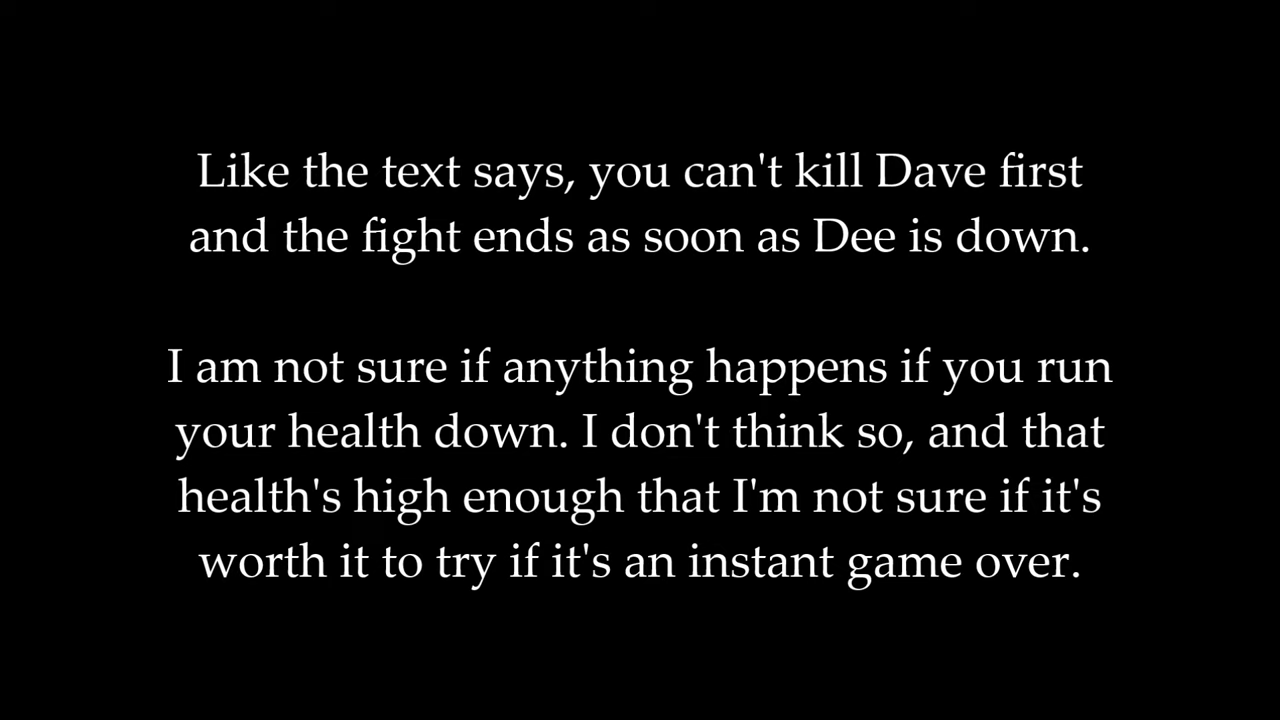 Like the text says, you can't kill Dave first
and the fight ends as soon as Dee is down.
I am not sure if anything happens if you run
your health down. I don't think so, and that
health's high enough that I'm not sure if it's
worth it to try if it's an instant game over.